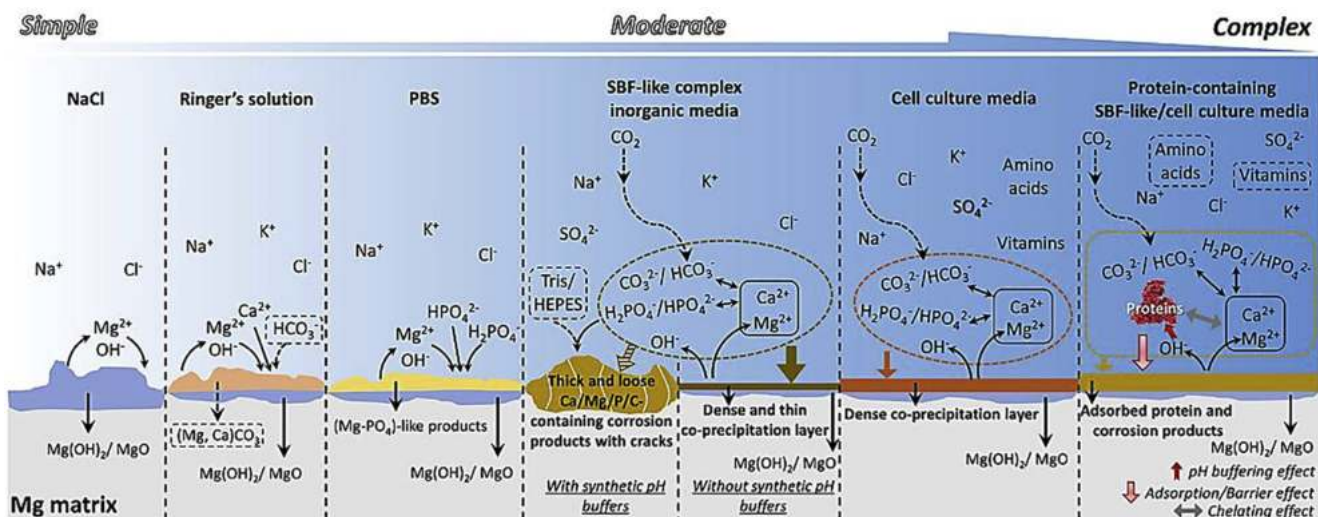 Simple
Moderate
Complex
NaCl
Na⁺
Cl⁻
Mg²⁺
OH⁻
Mg(OH)₂/ MgO
Mg matrix
Ringer's solution
K⁺
Na⁺
Cl⁻
Ca²⁺
Mg²⁺
HCO₃⁻
OH⁻
(Mg, Ca)CO₃
Mg(OH)₂/ MgO
PBS
K⁺
Na⁺
Cl⁻
HPO₄²⁻
Mg²⁺
H₂PO₄⁻
OH⁻
(Mg-PO₄)-like products
Mg(OH)₂/ MgO
SBF-like complex
inorganic media
CO₂
Na⁺
K⁺
Cl⁻
SO₄²⁻
Tris/
HEPES
CO₃²⁻/ HCO₃⁻
H₂PO₄⁻/HPO₄²⁻
Ca²⁺
Mg²⁺
OH⁻
Thick and loose
Ca/Mg/P/C-
containing corrosion
products with cracks
With synthetic pH
buffers
Dense and thin
co-precipitation layer
Mg(OH)₂/ MgO
Without synthetic pH
buffers
Cell culture media
CO₂
K⁺
Cl⁻
Amino
acids
SO₄²⁻
Na⁺
Vitamins
CO₃²⁻/HCO₃⁻
H₂PO₄⁻/HPO₄²⁻
Ca²⁺
Mg²⁺
OH⁻
Dense co-precipitation layer
Mg(OH)₂/ MgO
Protein-containing
SBF-like/cell culture media
CO₂
Amino
acids
SO₄²⁻
Vitamins
Na⁺
Cl⁻
K⁺
CO₃²⁻/ HCO₃⁻
H₂PO₄⁻/HPO₄²⁻
Proteins
Ca²⁺
Mg²⁺
OH⁻
Adsorbed protein and
corrosion products
Mg(OH)₂/ MgO
pH buffering effect
Adsorption/Barrier effect
Chelating effect